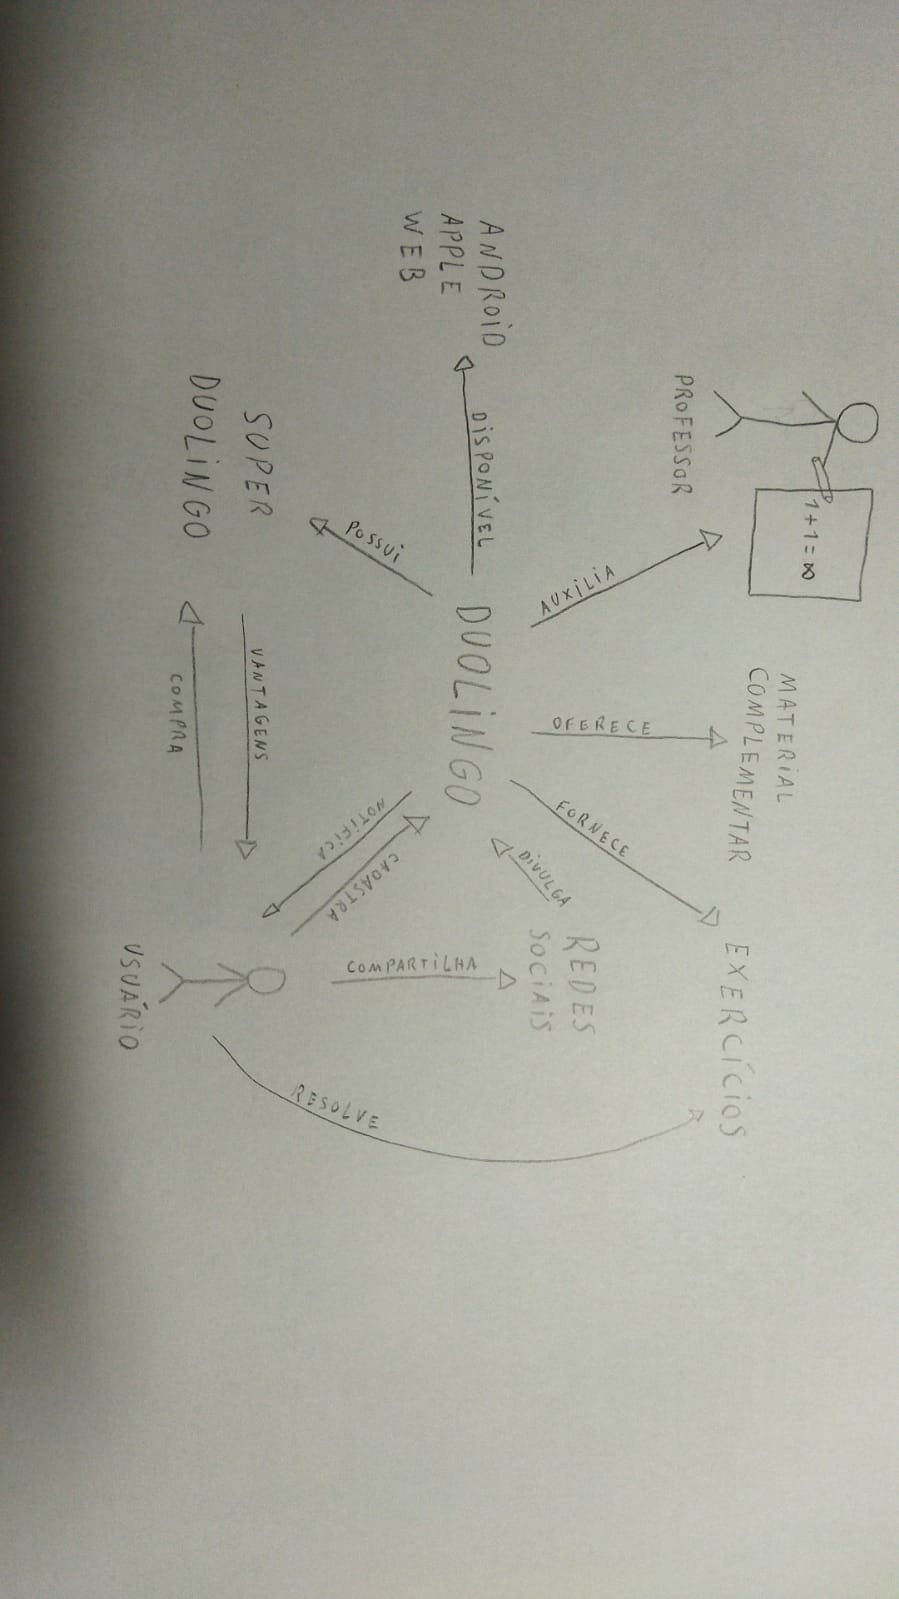 1+1=∞
PROFESSOR
MATERIAL
COMPLEMENTAR
EXERCÍCIOS
AUXILIA
OFERECE
FORNECE
DIVULGA
REDES
SOCIAIS
ANDROID
APPLE
WEB
DISPONÍVEL
DUOLINGO
POSSUI
NOTIFICA
CADASTRA
COMPARTILHA
RESOLVE
SUPER
DUOLINGO
VANTAGENS
COMPRA
USUÁRIO